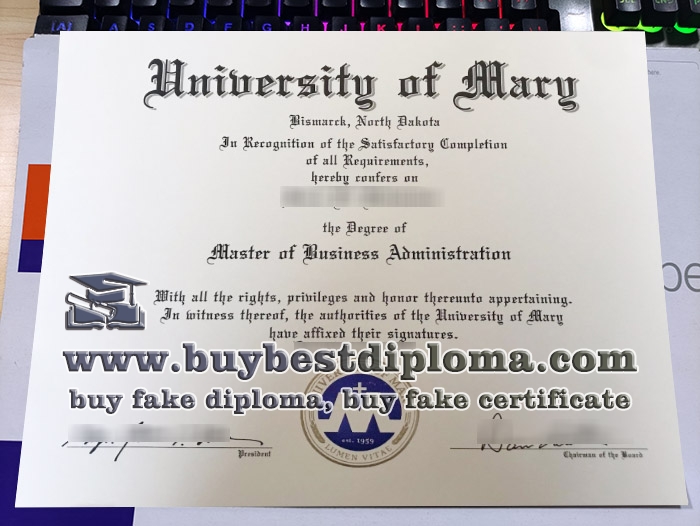 University of Mary
Bismarck, North Dakota
In Recognition of the Satisfactory Completion
of all Requirements,
hereby confers on
the Degree of
Master of Business Administration
With all the rights, privileges and honor thereunto appertaining.
In witness thereof, the authorities of the University of Mary
have affixed their signatures.
www.buybestdiploma.com
buy fake diploma, buy fake certificate
est. 1959
LUMEN VITAE
President
Chairman of the Board